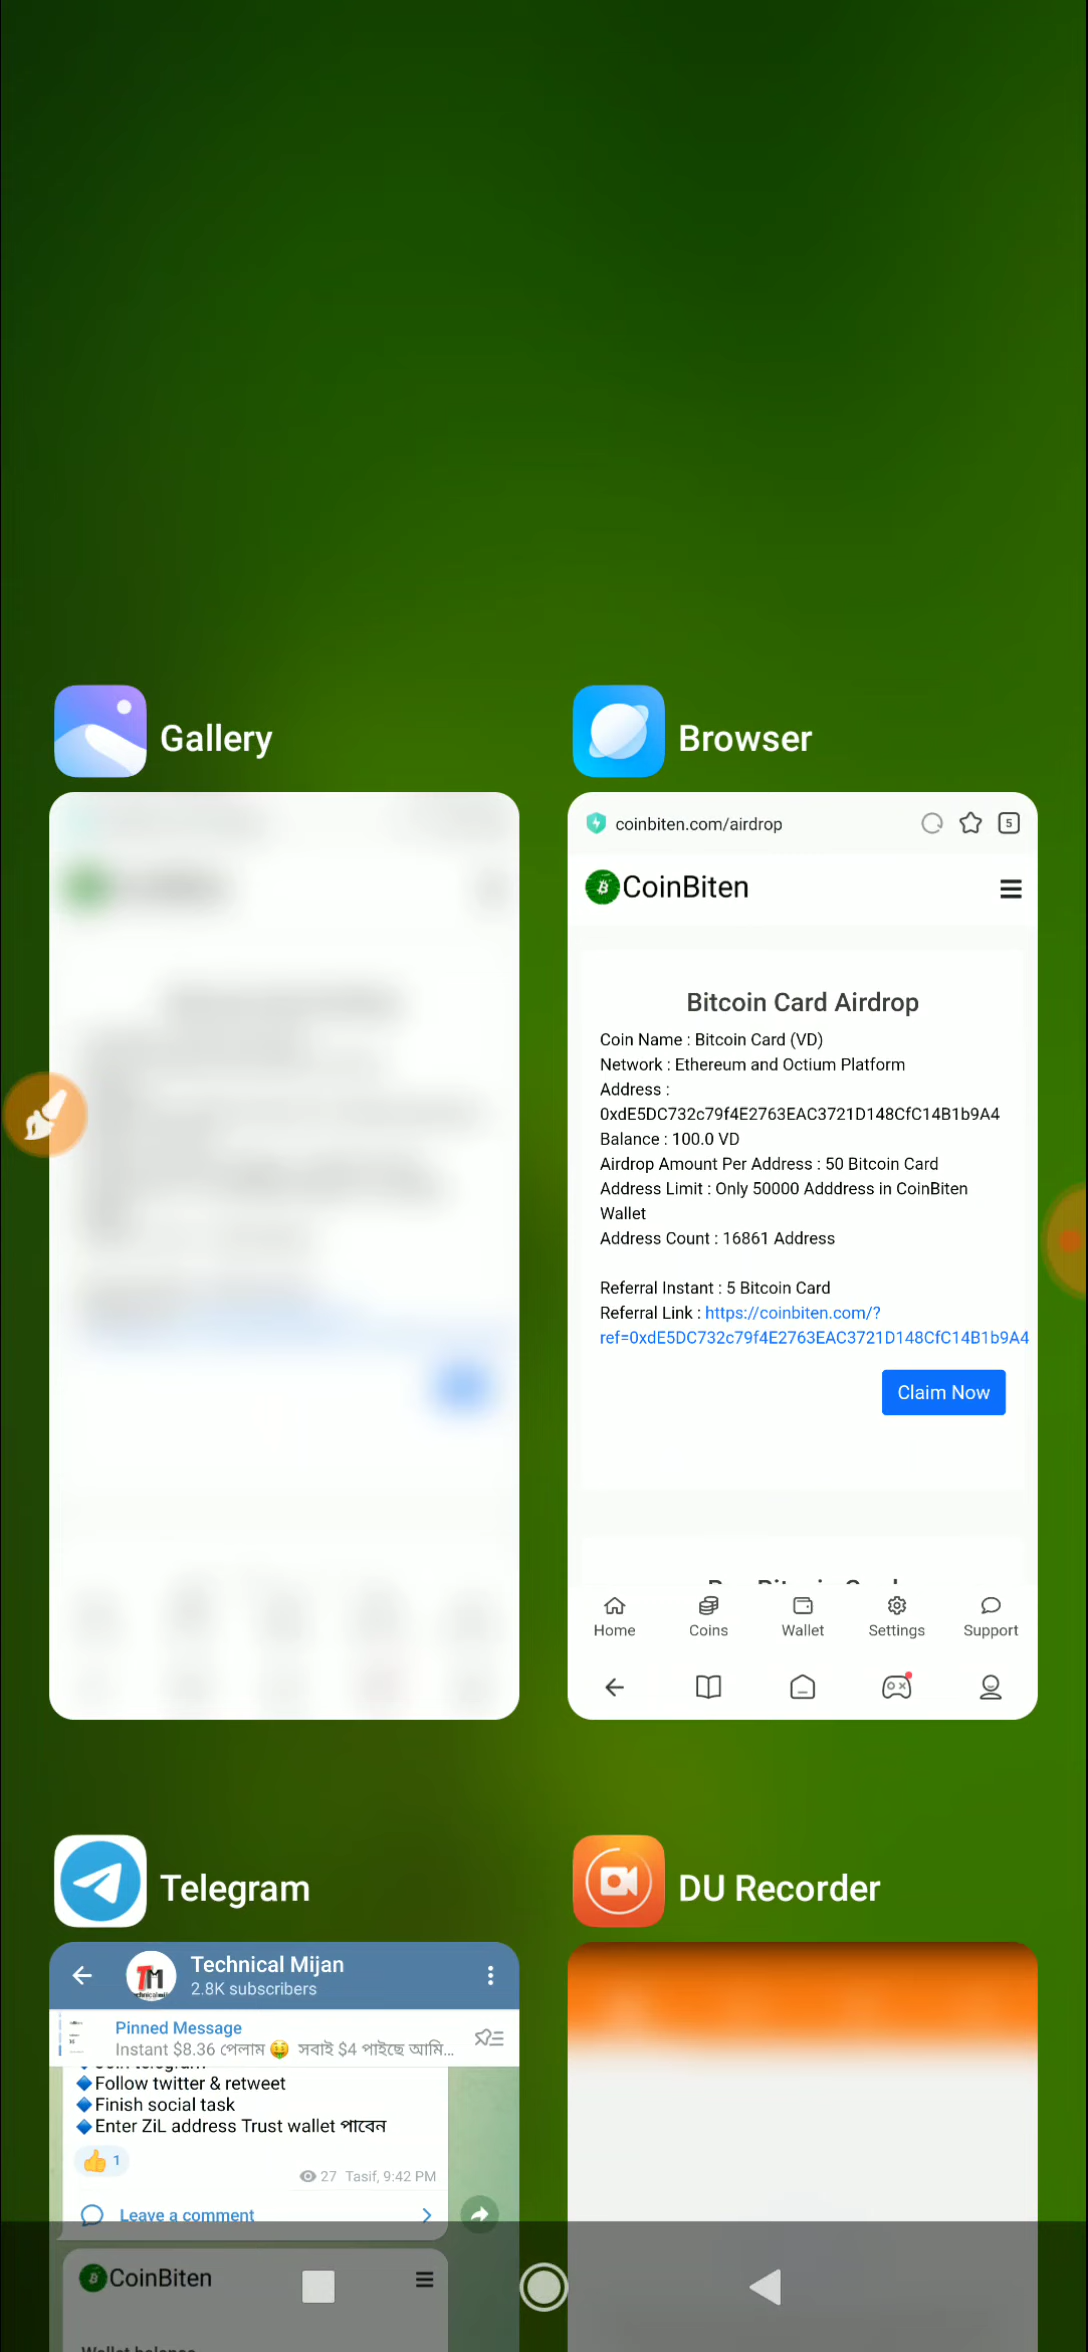 Gallery
Browser
coinbiten.com/airdrop
5
CoinBiten
Bitcoin Card Airdrop
Coin Name : Bitcoin Card (VD)
Network : Ethereum and Octium Platform
Address :
0xdE5DC732c79f4E2763EAC3721D148CfC14B1b9A4
Balance : 100.0 VD
Airdrop Amount Per Address : 50 Bitcoin Card
Address Limit : Only 50000 Adddress in CoinBiten
Wallet
Address Count : 16861 Address
Referral Instant : 5 Bitcoin Card
Referral Link : https://coinbiten.com/?
ref=0xdE5DC732c79f4E2763EAC3721D148CfC14B1b9A4
Claim Now
Home
Coins
Wallet
Settings
Support
Telegram
DU Recorder
TM
Technical Mijan
2.8K subscribers
Pinned Message
Instant $8.36 পেলাম 🤑 সবাই $4 পাইছে আমি...
Follow twitter & retweet
Finish social task
Enter ZiL address Trust wallet পাবেন
👍 1
27 Tasif, 9:42 PM
Leave a comment
CoinBiten